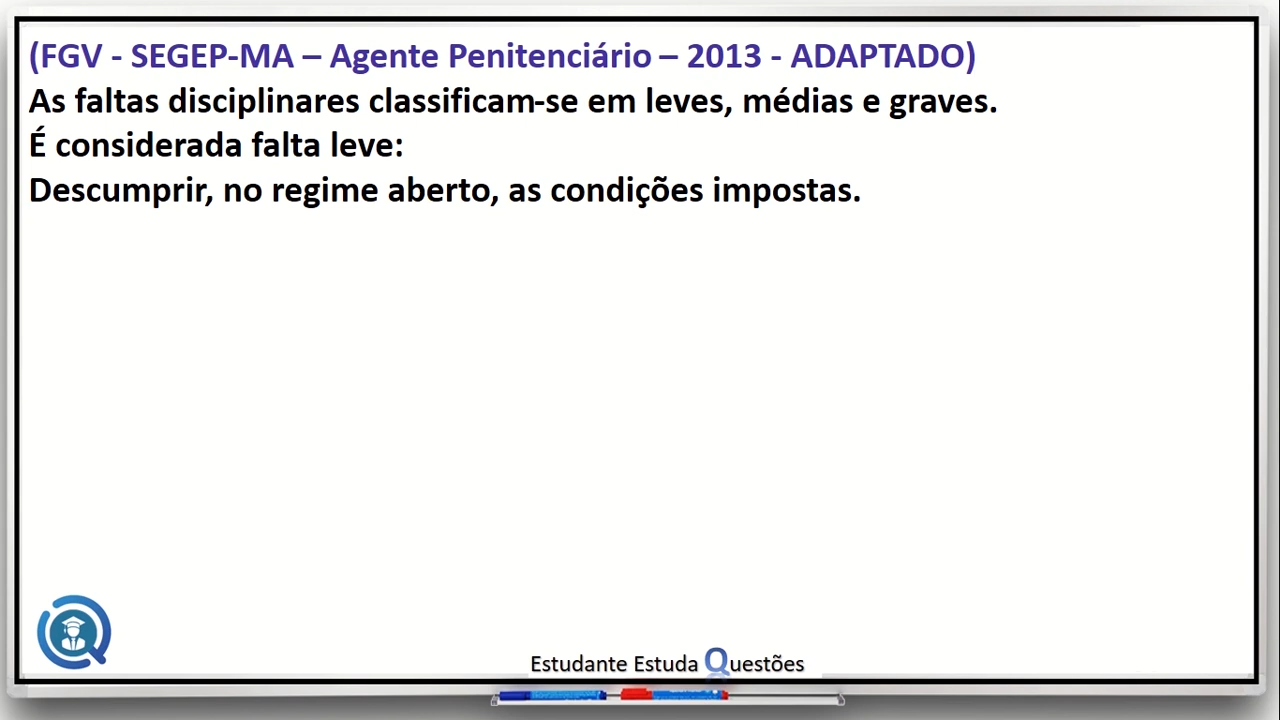 (FGV - SEGEP-MA – Agente Penitenciário – 2013 - ADAPTADO)
As faltas disciplinares classificam-se em leves, médias e graves.
É considerada falta leve:
Descumprir, no regime aberto, as condições impostas.
Estudante Estuda Questões